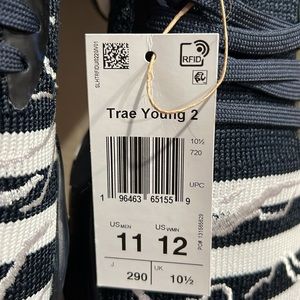 RFID
Trae Young 2
10½
720
UPC
1 96463 65155 9
US MEN US WMN
11 12
J UK
290 10½